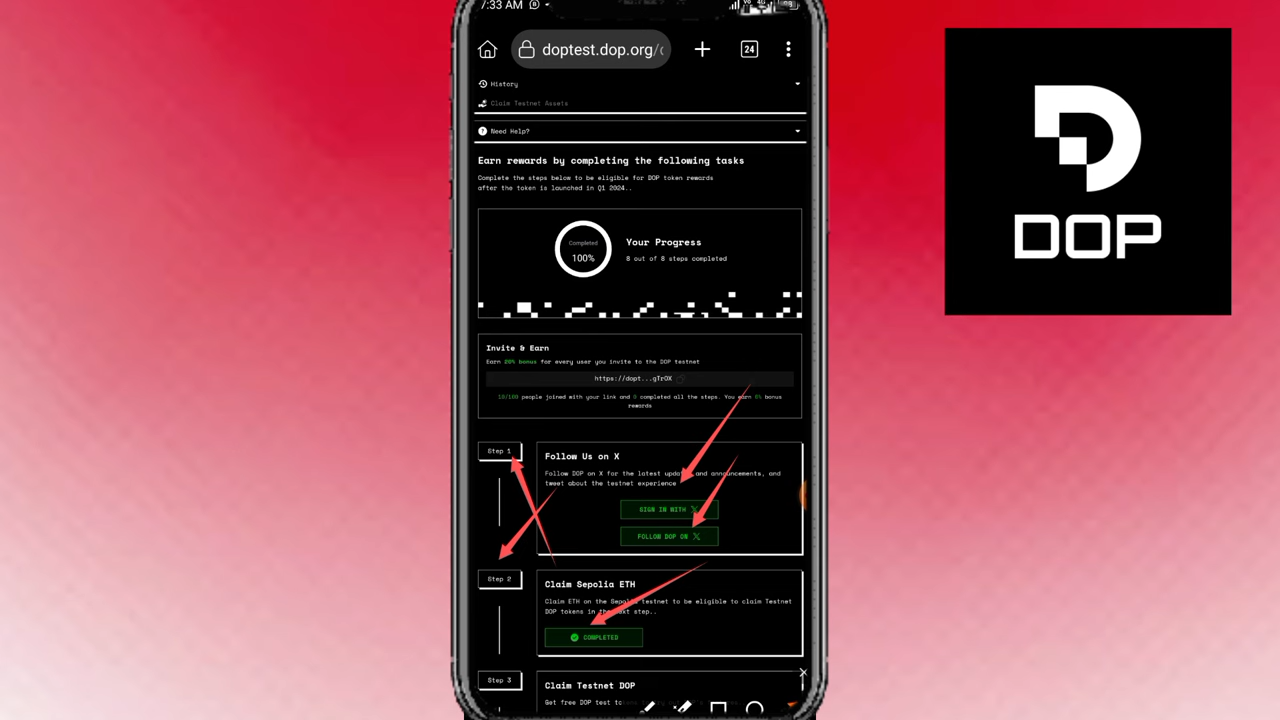 7:33 AM
doptest.dop.org/
24
History
Claim Testnet Assets
Need Help?
Earn rewards by completing the following tasks
Complete the steps below to be eligible for DOP token rewards
after the token is launched in Q1 2024..
Completed
100%
Your Progress
8 out of 8 steps completed
Invite & Earn
Earn 20% bonus for every user you invite to the DOP testnet
https://dopt...gTrOX
people joined with your link and 0 completed all the steps. You earn 0% bonus
rewards
Step 1
Follow Us on X
Follow DOP on X for the latest updates and announcements, and
tweet about the testnet experience
SIGN IN WITH X
FOLLOW DOP ON X
Step 2
Claim Sepolia ETH
Claim ETH on the Sepolia testnet to be eligible to claim Testnet
DOP tokens in the next step..
COMPLETED
Step 3
Claim Testnet DOP
Get free DOP test
DOP